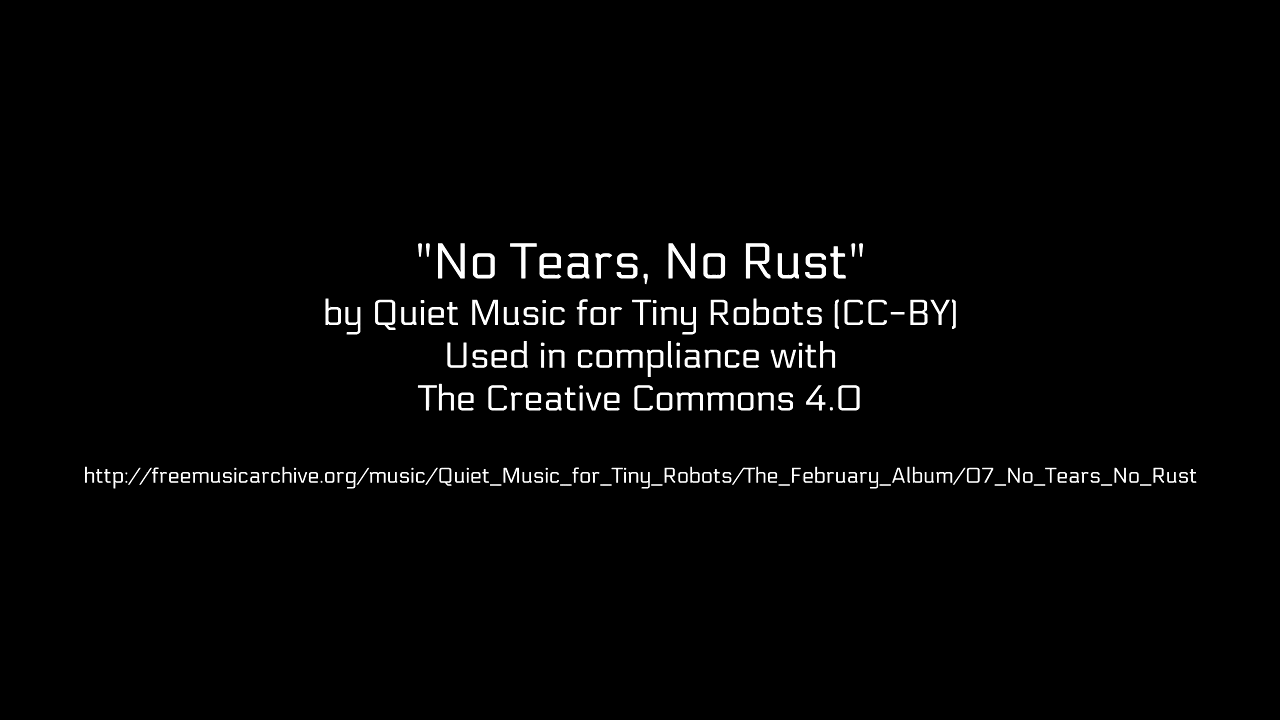 "No Tears, No Rust"
by Quiet Music for Tiny Robots (CC-BY)
Used in compliance with
The Creative Commons 4.0
http://freemusicarchive.org/music/Quiet_Music_for_Tiny_Robots/The_February_Album/07_No_Tears_No_Rust